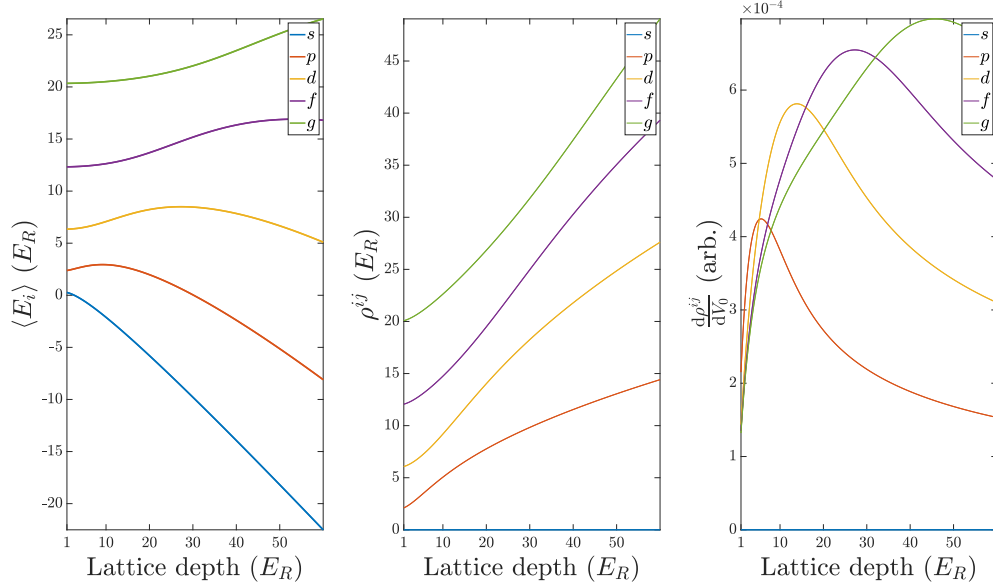 25
20
15
10
5
0
-5
-10
-15
-20
1 10 20 30 40 50
Lattice depth (E_R)
⟨E_i⟩ (E_R)
s
p
d
f
g
45
40
35
30
25
20
15
10
5
0
1 10 20 30 40 50
Lattice depth (E_R)
ρ^{ij} (E_R)
s
p
d
f
g
×10^{-4}
6
4
3
2
1
0
1 10 20 30 40 50
Lattice depth (E_R)
dρ^{ij}/dV_0 (arb.)
s
p
d
f
g